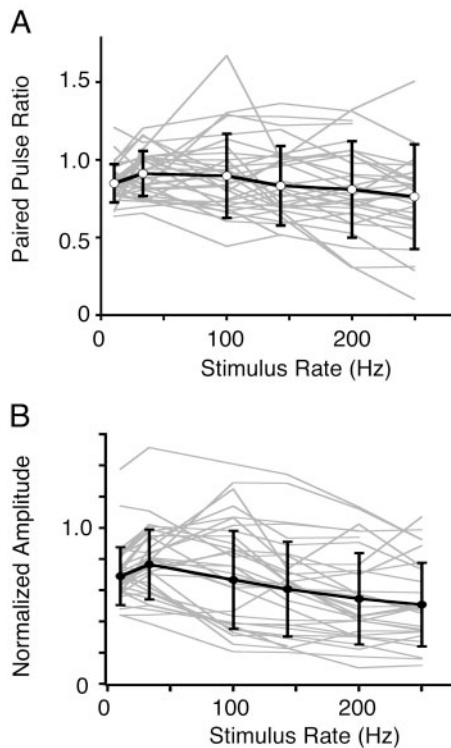 A
Paired Pulse Ratio
1.5
1.0
0.5
0
0 100 200
Stimulus Rate (Hz)
B
Normalized Amplitude
1.0
0
0 100 200
Stimulus Rate (Hz)